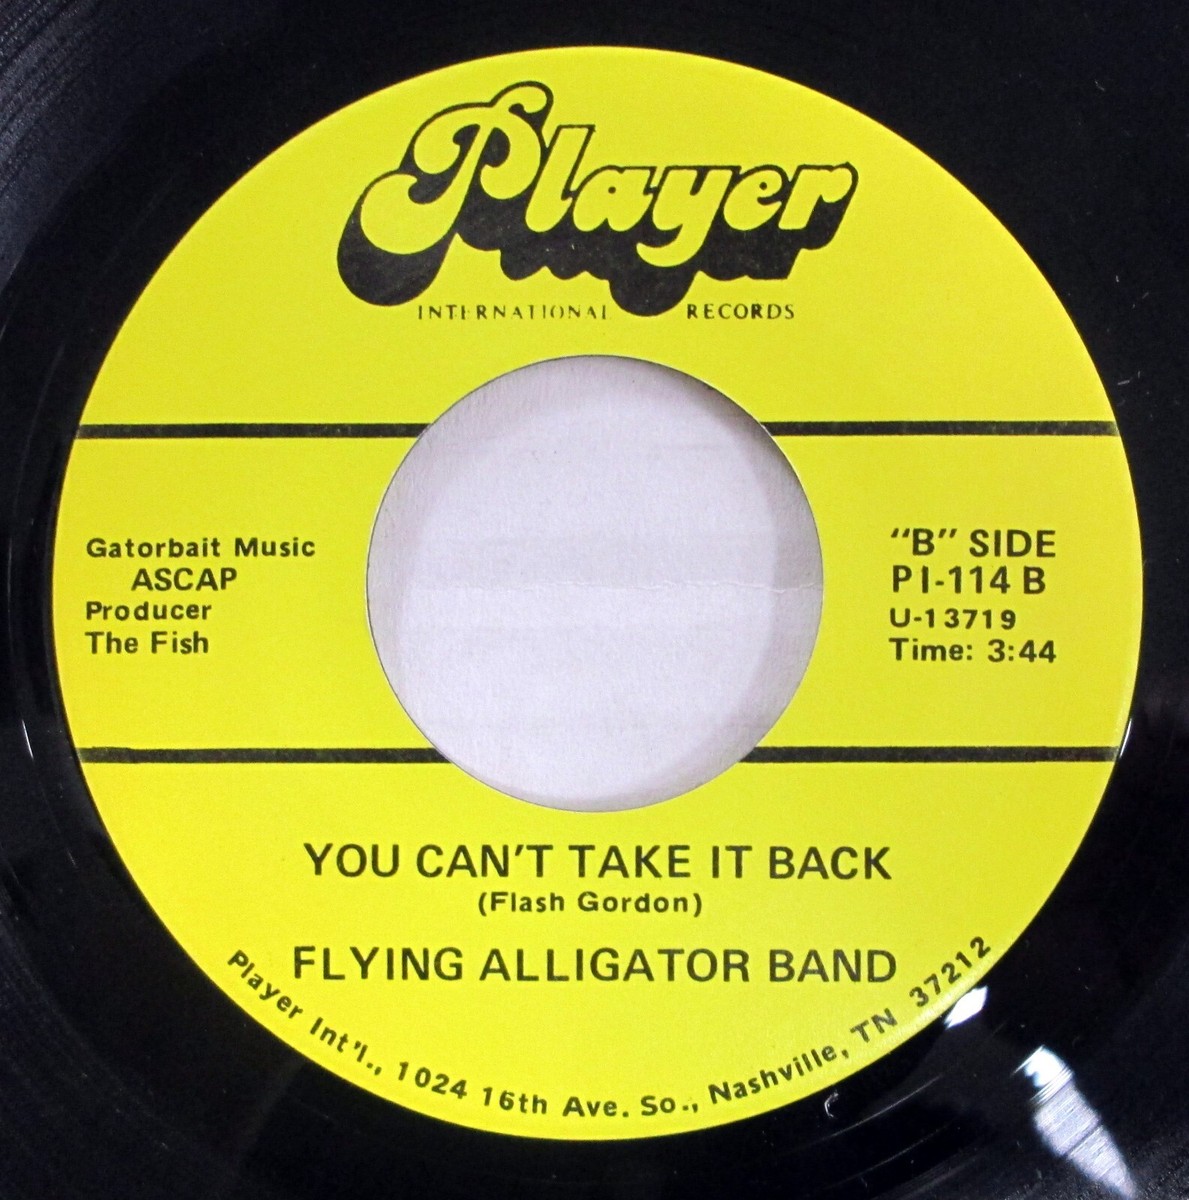 Player
INTERNATIONAL RECORDS
Gatorbait Music
ASCAP
Producer
The Fish
"B" SIDE
PI-114 B
U-13719
Time: 3:44
YOU CAN'T TAKE IT BACK
(Flash Gordon)
FLYING ALLIGATOR BAND
Player Int'l., 1024 16th Ave. So., Nashville, TN 37212